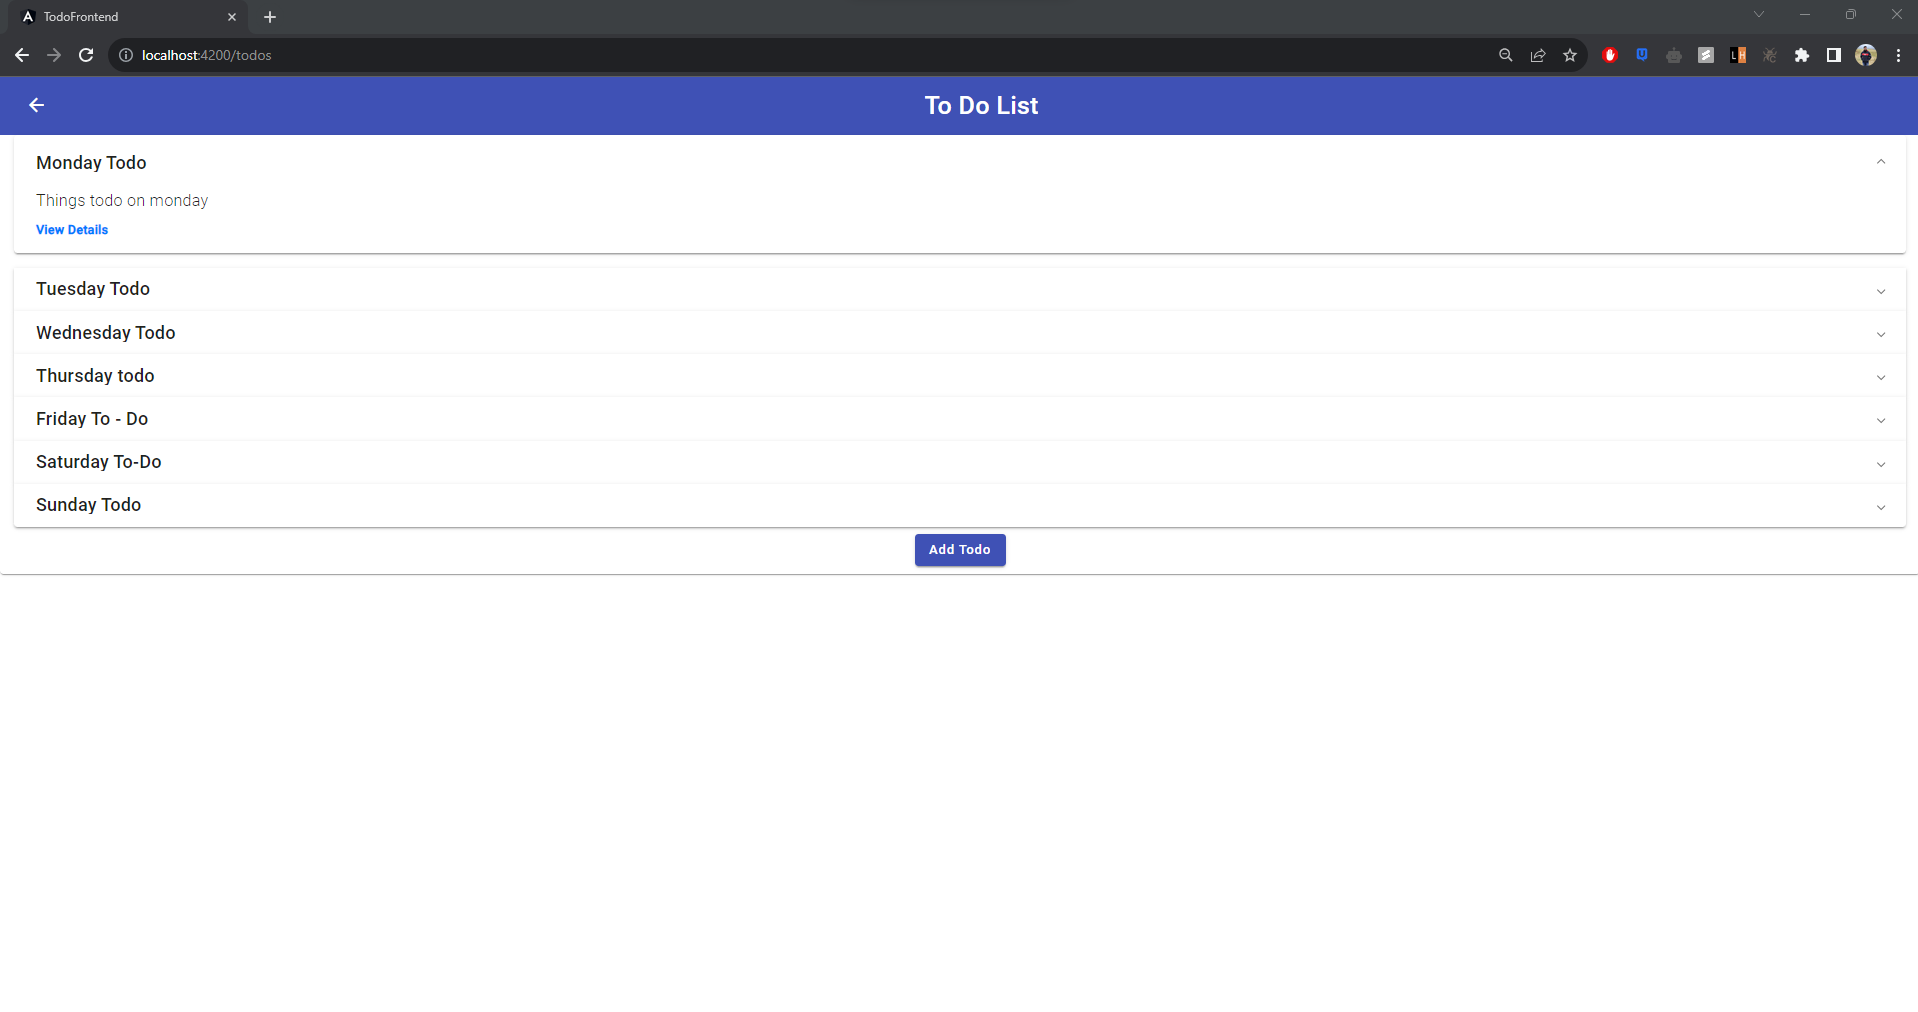 TodoFrontend
localhost:4200/todos
To Do List
Monday Todo
Things todo on monday
View Details
Tuesday Todo
Wednesday Todo
Thursday todo
Friday To - Do
Saturday To-Do
Sunday Todo
Add Todo